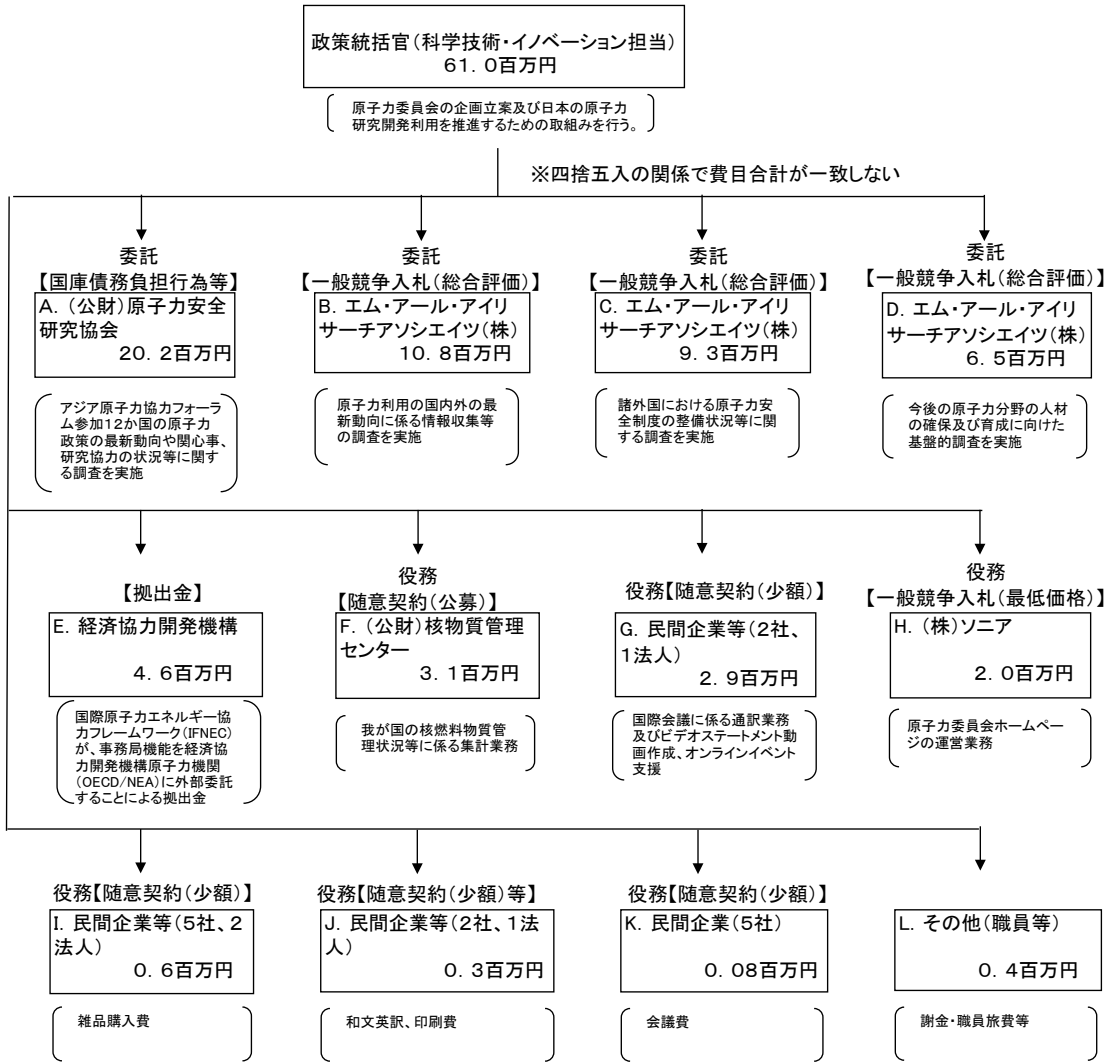 政策統括官（科学技術・イノベーション担当）
６１．０百万円
原子力委員会の企画立案及び日本の原子力
研究開発利用を推進するための取組みを行う。
※四捨五入の関係で費目合計が一致しない
委託
【国庫債務負担行為等】
A. （公財）原子力安全
研究協会
２０．２百万円
アジア原子力協力フォーラ
ム参加12か国の原子力
政策の最新動向や関心事、
研究協力の状況等に関す
る調査を実施
委託
【一般競争入札（総合評価）】
B. エム・アール・アイリ
サーチアソシエイツ（株）
１０．８百万円
原子力利用の国内外の最
新動向に係る情報収集等
の調査を実施
委託
【一般競争入札（総合評価）】
C. エム・アール・アイリ
サーチアソシエイツ（株）
９．３百万円
諸外国における原子力安
全制度の整備状況等に関
する調査を実施
委託
【一般競争入札（総合評価）】
D. エム・アール・アイリ
サーチアソシエイツ（株）
６．５百万円
今後の原子力分野の人材
の確保及び育成に向けた
基盤的調査を実施
【拠出金】
E. 経済協力開発機構
４．６百万円
国際原子力エネルギー協
力フレームワーク（IFNEC）
が、事務局機能を経済協
力開発機構原子力機関
（OECD/NEA）に外部委託
することによる拠出金
役務
【随意契約（公募）】
F. （公財）核物質管理
センター
３．１百万円
我が国の核燃料物質管
理状況等に係る集計業務
役務【随意契約（少額）】
G. 民間企業等（２社、
１法人）
２．９百万円
国際会議に係る通訳業務
及びビデオステートメント動
画作成、オンラインイベント
支援
役務
【一般競争入札（最低価格）】
H. （株）ソニア
２．０百万円
原子力委員会ホームペー
ジの運営業務
役務【随意契約（少額）】
I. 民間企業等（５社、２
法人）
０．６百万円
雑品購入費
役務【随意契約（少額）等】
J. 民間企業等（２社、１法
人）
０．３百万円
和文英訳、印刷費
役務【随意契約（少額）】
K. 民間企業（５社）
０．０８百万円
会議費
L. その他（職員等）
０．４百万円
謝金・職員旅費等